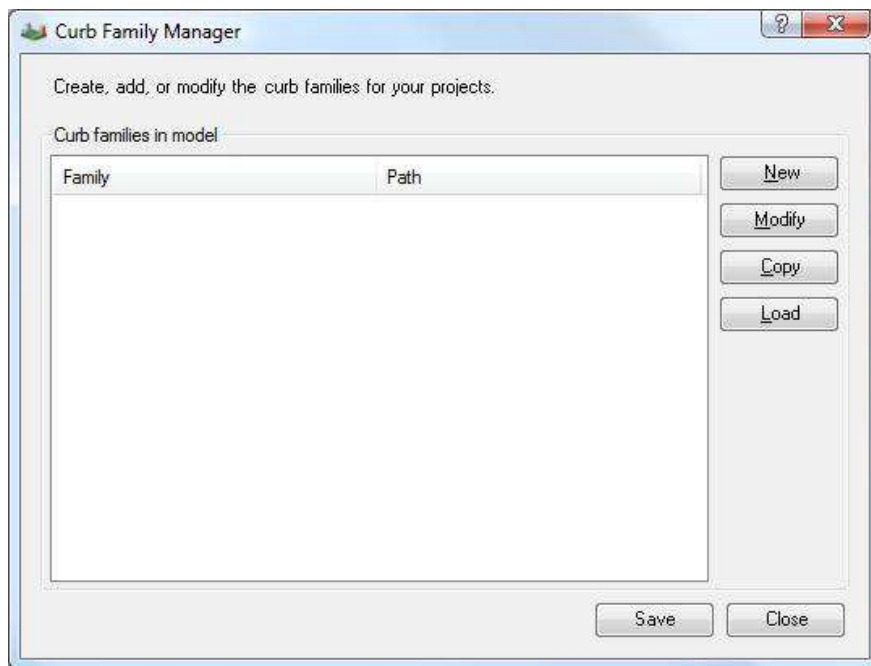 Curb Family Manager
Create, add, or modify the curb families for your projects.
Curb families in model
Family Path
New
Modify
Copy
Load
Save Close